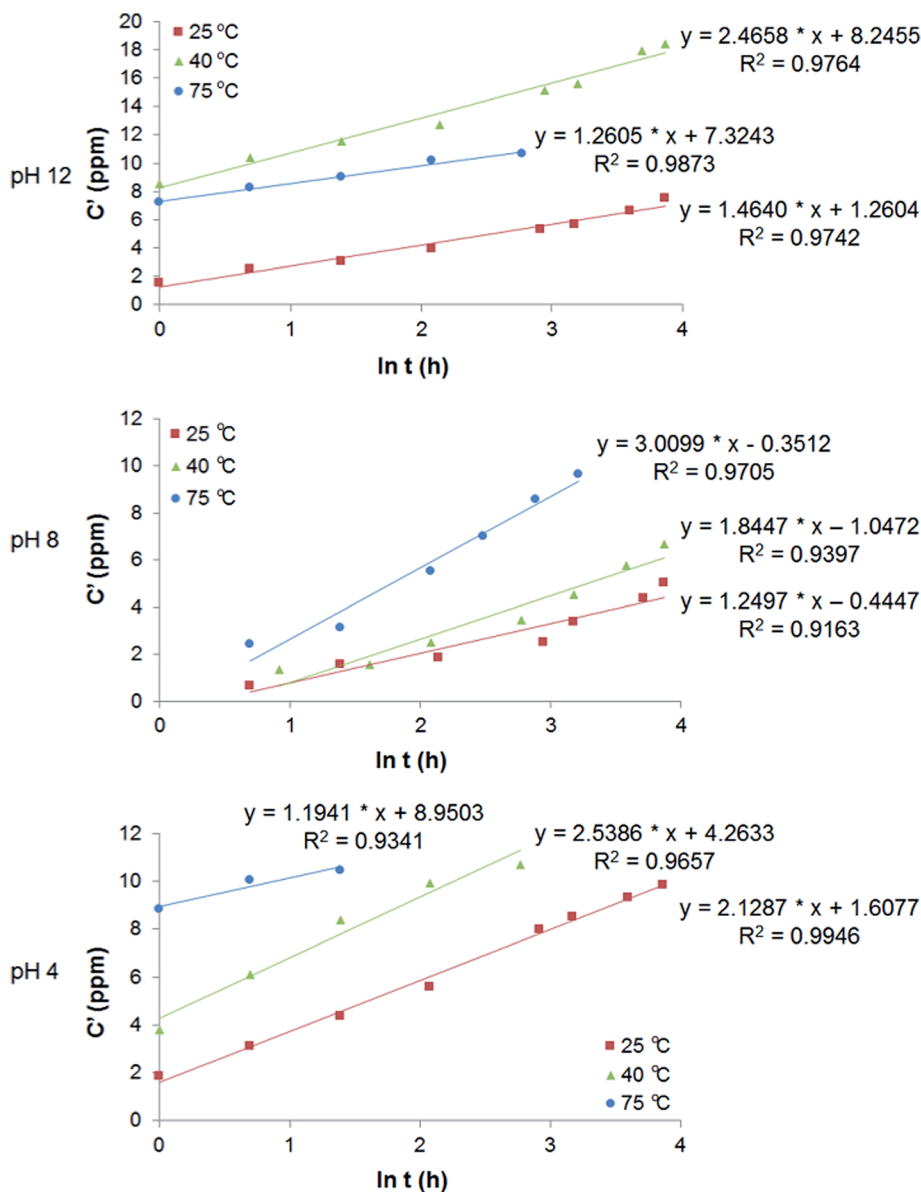 20
18
16
14
12
10
8
6
4
2
0
25 °C
40 °C
75 °C
y = 2.4658 * x + 8.2455
R² = 0.9764
y = 1.2605 * x + 7.3243
R² = 0.9873
y = 1.4640 * x + 1.2604
R² = 0.9742
pH 12
C' (ppm)
0 1 2 3 4
ln t (h)
12
10
8
6
4
2
0
25 °C
40 °C
75 °C
y = 3.0099 * x - 0.3512
R² = 0.9705
y = 1.8447 * x – 1.0472
R² = 0.9397
y = 1.2497 * x – 0.4447
R² = 0.9163
pH 8
C' (ppm)
0 1 2 3 4
ln t (h)
12
10
8
6
4
2
0
y = 1.1941 * x + 8.9503
R² = 0.9341
y = 2.5386 * x + 4.2633
R² = 0.9657
y = 2.1287 * x + 1.6077
R² = 0.9946
pH 4
C' (ppm)
25 °C
40 °C
75 °C
0 1 2 3 4
ln t (h)